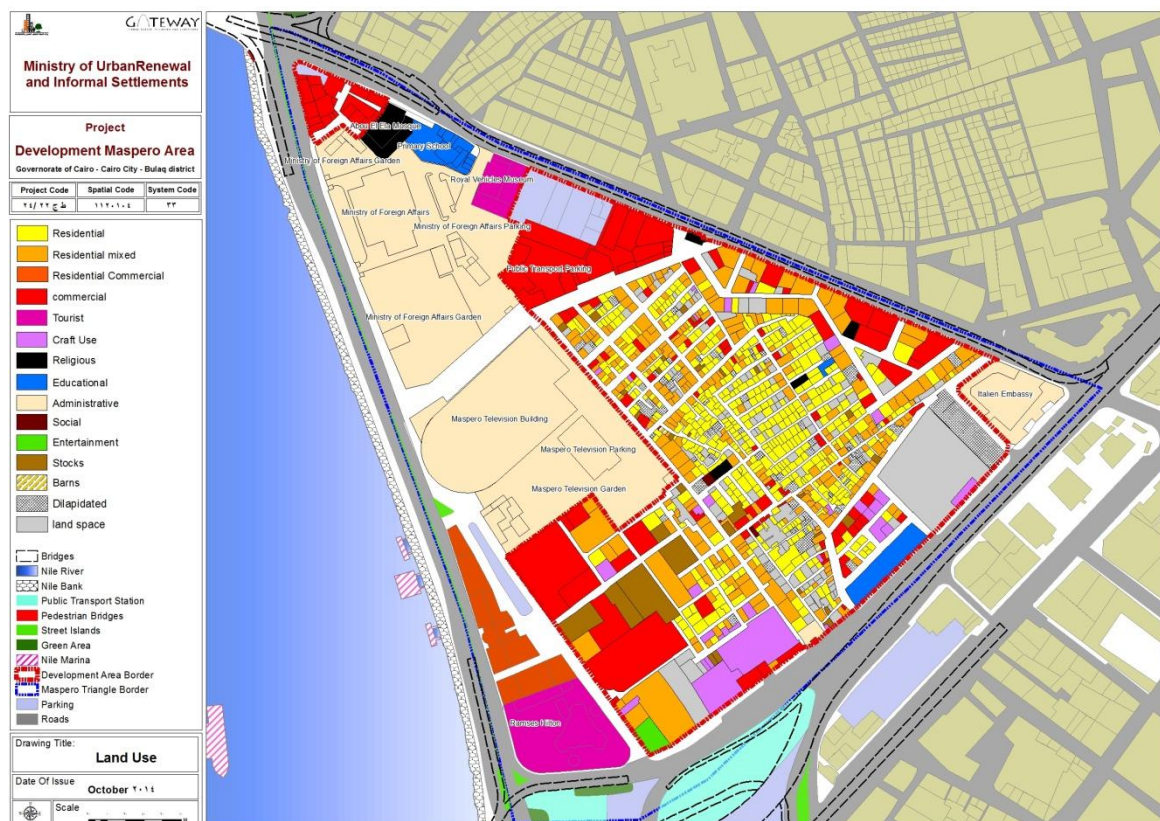 GATEWAY
Ministry of UrbanRenewal
and Informal Settlements
Project
Development Maspero Area
Governorate of Cairo - Cairo City - Bulaq district
Project Code
Spatial Code
System Code
ط ج ٢٢ /٢٤
١١٢٠١٠٤
٣٣
Residential
Residential mixed
Residential Commercial
commercial
Tourist
Craft Use
Religious
Educational
Administrative
Social
Entertainment
Stocks
Barns
Dilapidated
land space
Bridges
Nile River
Nile Bank
Public Transport Station
Pedestrian Bridges
Street Islands
Green Area
Nile Marina
Development Area Border
Maspero Triangle Border
Parking
Roads
Drawing Title:
Land Use
Date Of Issue
October ٢٠١٤
Scale
Abou El Ela Mosque
Primary School
Ministry of Foreign Affairs Garden
Royal Vehicles Museum
Ministry of Foreign Affairs
Ministry of Foreign Affairs Parking
Public Transport Parking
Ministry of Foreign Affairs Garden
Italien Embassy
Maspero Television Building
Maspero Television Parking
Maspero Television Garden
Ramses Hilton